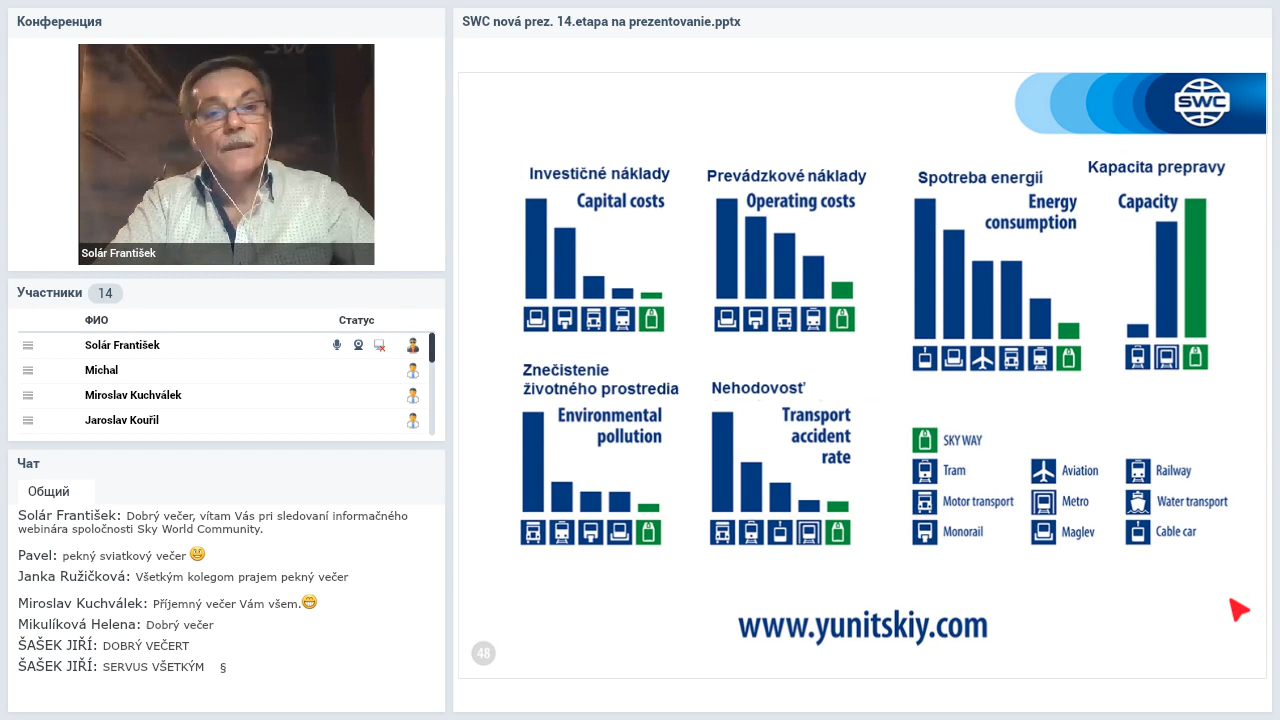 Конференция
Solár František
Участники 14
ФИО Статус
Solár František
Michal
Miroslav Kuchválek
Jaroslav Kouřil
Чат
Общий
Solár František: Dobrý večer, vítam Vás pri sledovaní informačného
webinára spoločnosti Sky World Community.
Pavel: pekný sviatkový večer
Janka Ružičková: Všetkým kolegom prajem pekný večer
Miroslav Kuchválek: Příjemný večer Vám všem.
Mikulíková Helena: Dobrý večer
ŠAŠEK JIŘÍ: DOBRÝ VEČERT
ŠAŠEK JIŘÍ: SERVUS VŠETKÝM §
SWC nová prez. 14.etapa na prezentovanie.pptx
SWC
Investičné náklady
Capital costs
Prevádzkové náklady
Operating costs
Spotreba energií
Energy
consumption
Kapacita prepravy
Capacity
Znečistenie
životného prostredia
Environmental
pollution
Nehodovosť
Transport
accident
rate
SKY WAY
Tram
Aviation
Railway
Motor transport
Metro
Water transport
Monorail
Maglev
Cable car
www.yunitskiy.com
48